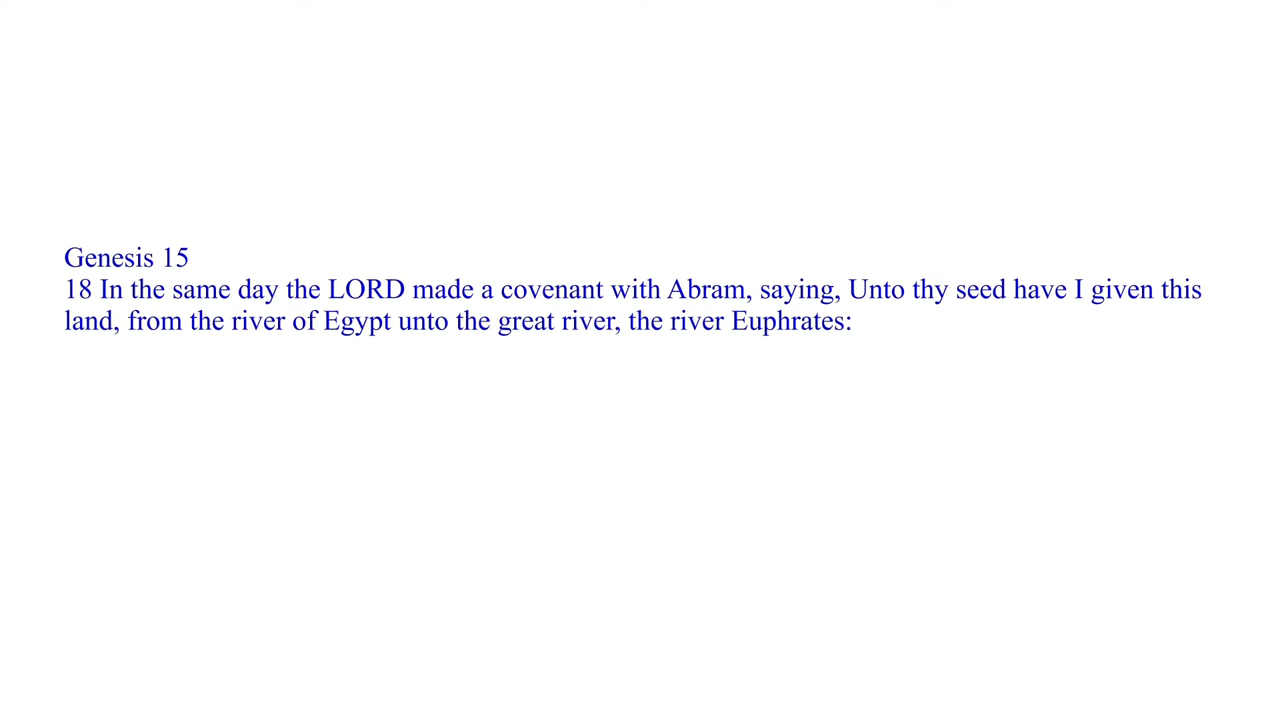 Genesis 15
18 In the same day the LORD made a covenant with Abram, saying, Unto thy seed have I given this
land, from the river of Egypt unto the great river, the river Euphrates: